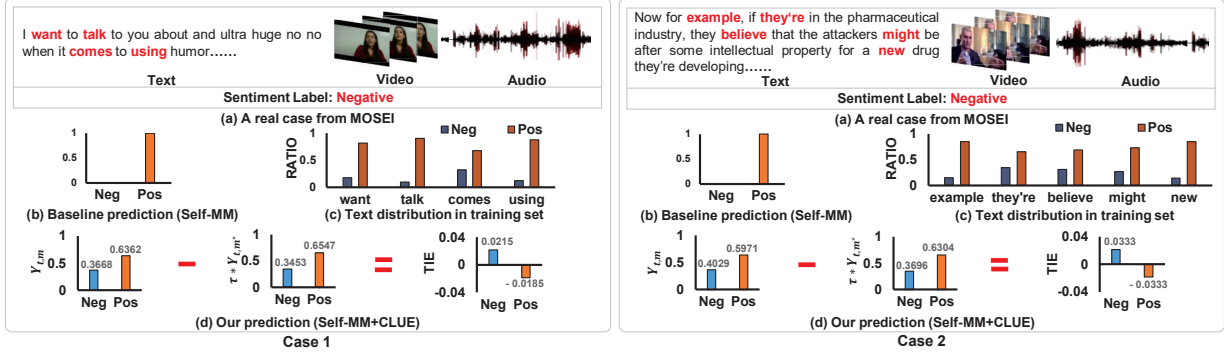 I want to talk to you about and ultra huge no no
when it comes to using humor......
Text
Video
Audio
Sentiment Label: Negative
(a) A real case from MOSEI
1
0.5
0
Neg Pos
(b) Baseline prediction (Self-MM)
Neg Pos
RATIO
1
0.5
0
want talk comes using
(c) Text distribution in training set
Y_{t,m}
1
0.5
0
0.3668
0.6362
Neg Pos
τ * Y_{t,m*}
1
0.5
0
0.3453
0.6547
Neg Pos
TIE
0.04
0
-0.04
0.0215
- 0.0185
Neg Pos
(d) Our prediction (Self-MM+CLUE)
Case 1
Now for example, if they're in the pharmaceutical
industry, they believe that the attackers might be
after some intellectual property for a new drug
they're developing......
Text
Video
Audio
Sentiment Label: Negative
(a) A real case from MOSEI
1
0.5
0
Neg Pos
(b) Baseline prediction (Self-MM)
Neg Pos
RATIO
1
0.5
0
example they're believe might new
(c) Text distribution in training set
Y_{t,m}
1
0.5
0
0.4029
0.5971
Neg Pos
τ * Y_{t,m*}
1
0.5
0
0.3696
0.6304
Neg Pos
TIE
0.04
0
-0.04
0.0333
- 0.0333
Neg Pos
(d) Our prediction (Self-MM+CLUE)
Case 2